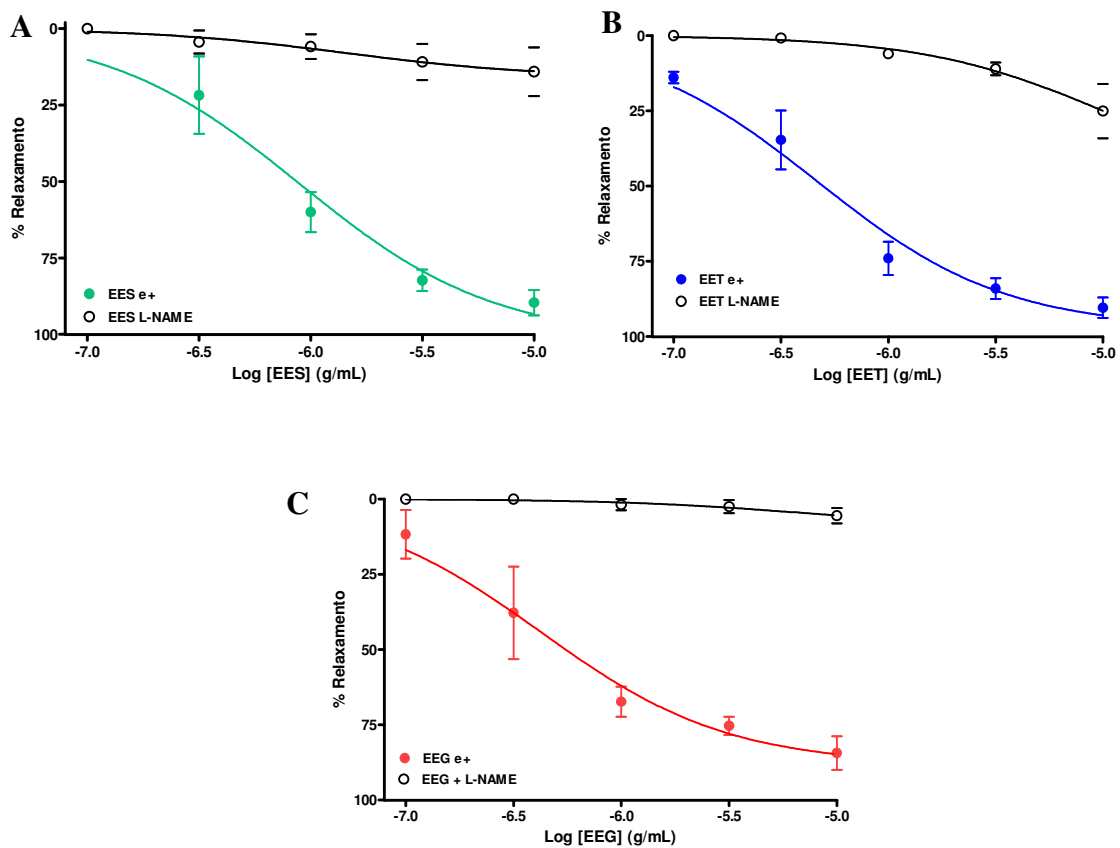 A
% Relaxamento
0
25
50
75
100
EES e+
EES L-NAME
-7.0 -6.5 -6.0 -5.5 -5.0
Log [EES] (g/mL)
B
% Relaxamento
0
25
50
75
100
EET e+
EET L-NAME
-7.0 -6.5 -6.0 -5.5 -5.0
Log [EET] (g/mL)
C
% Relaxamento
0
25
50
75
100
EEG e+
EEG + L-NAME
-7.0 -6.5 -6.0 -5.5 -5.0
Log [EEG] (g/mL)